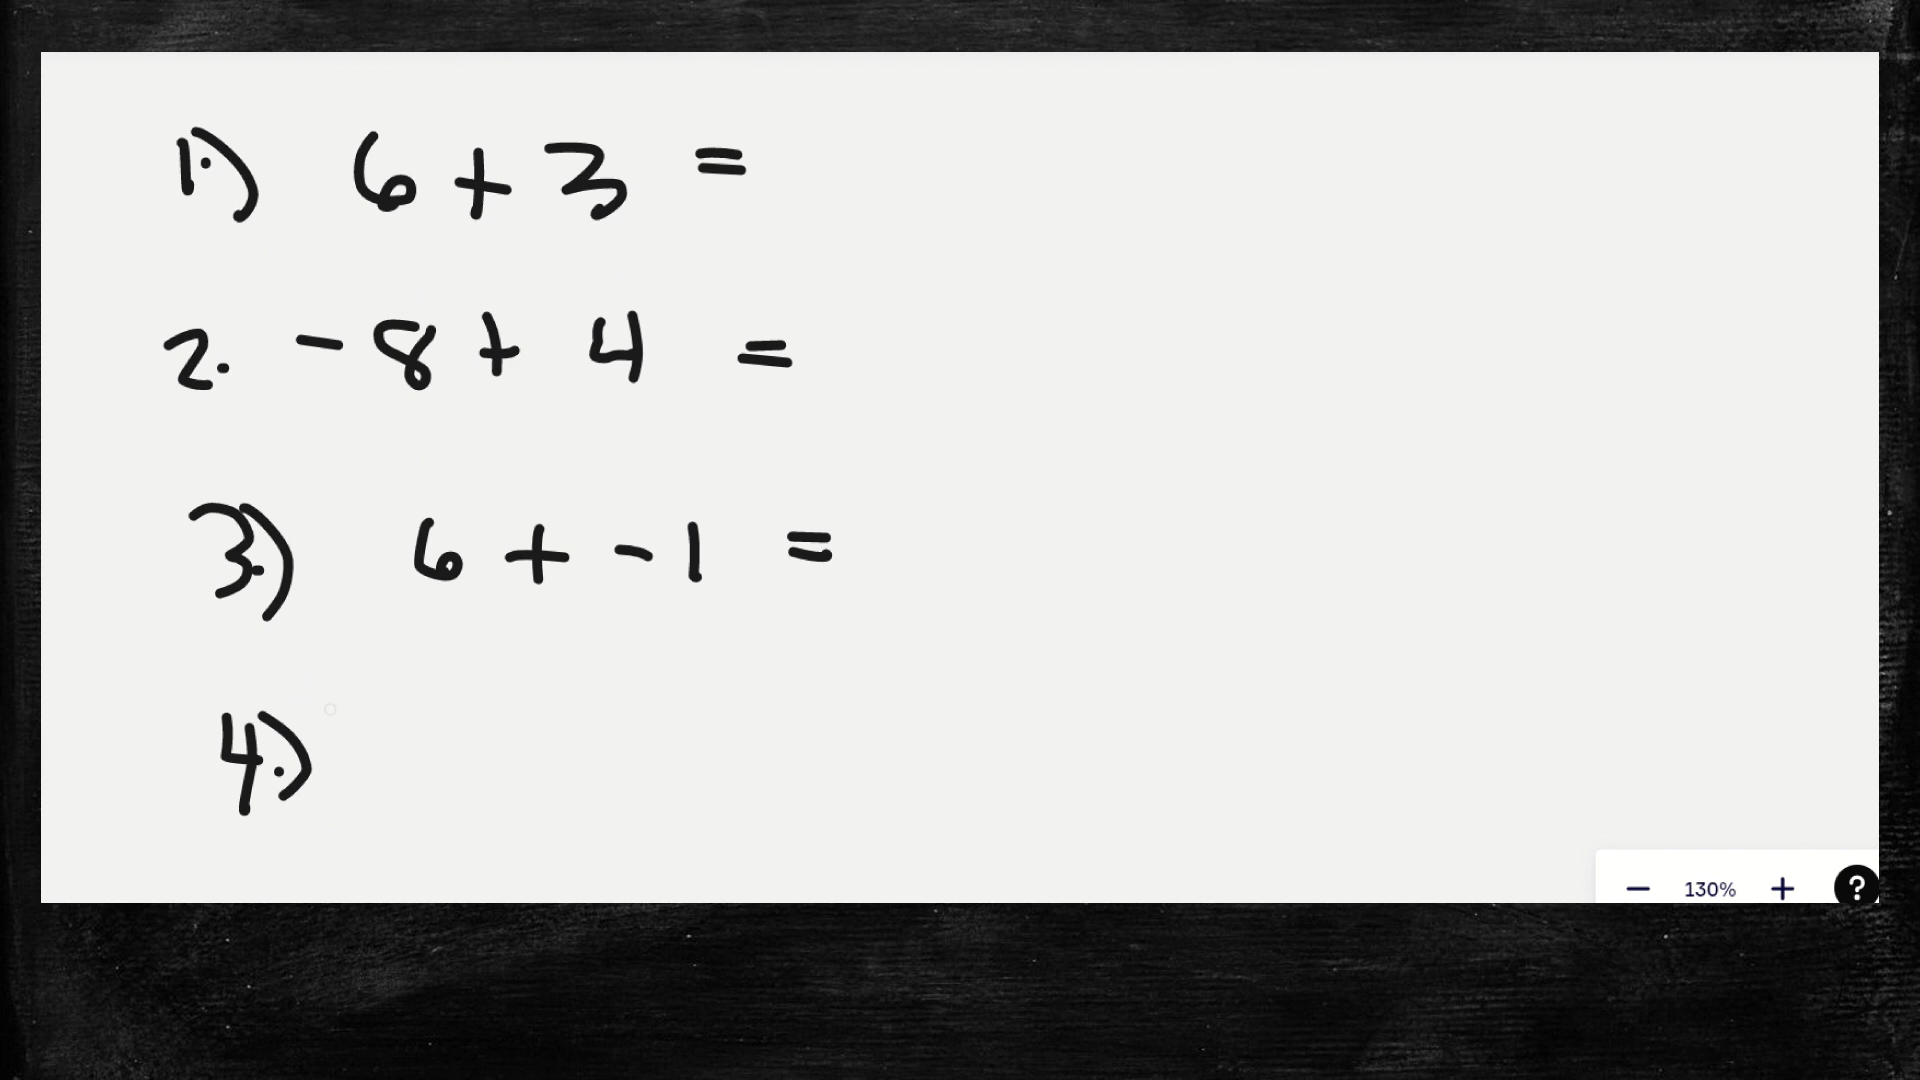 1.) 6 + 3 =
2. - 8 + 4 =
3.) 6 + - 1 =
4.)
− 130% + ?